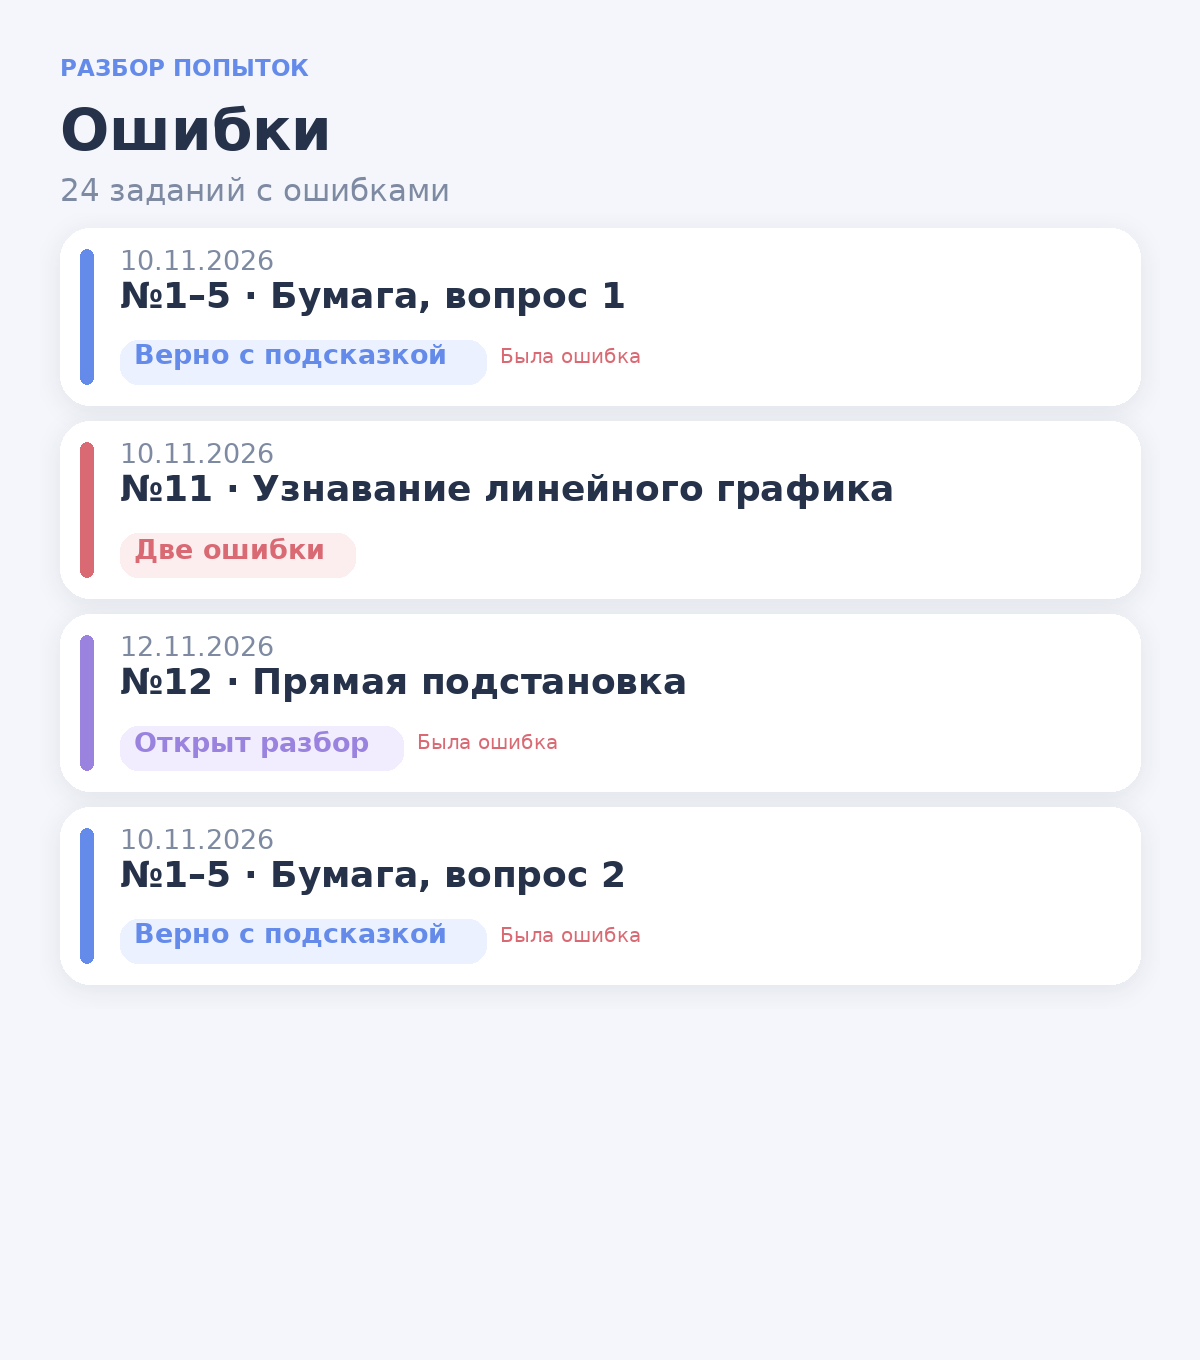 РАЗБОР ПОПЫТОК
Ошибки
24 заданий с ошибками
10.11.2026
№1–5 · Бумага, вопрос 1
Верно с подсказкой Была ошибка
10.11.2026
№11 · Узнавание линейного графика
Две ошибки
12.11.2026
№12 · Прямая подстановка
Открыт разбор Была ошибка
10.11.2026
№1–5 · Бумага, вопрос 2
Верно с подсказкой Была ошибка